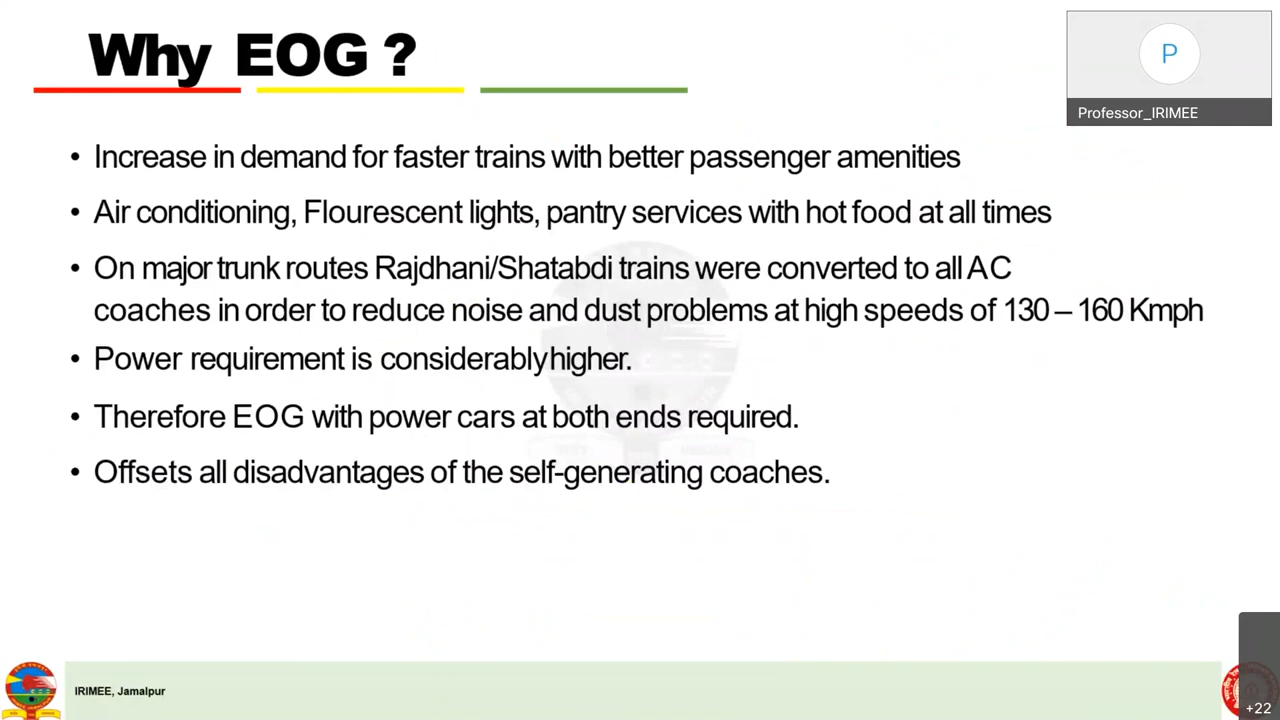 Why EOG ?
P
Professor_IRIMEE
• Increase in demand for faster trains with better passenger amenities
• Air conditioning, Flourescent lights, pantry services with hot food at all times
• On major trunk routes Rajdhani/Shatabdi trains were converted to all AC
coaches in order to reduce noise and dust problems at high speeds of 130 – 160 Kmph
• Power requirement is considerably higher.
• Therefore EOG with power cars at both ends required.
• Offsets all disadvantages of the self-generating coaches.
IRIMEE, Jamalpur
+22